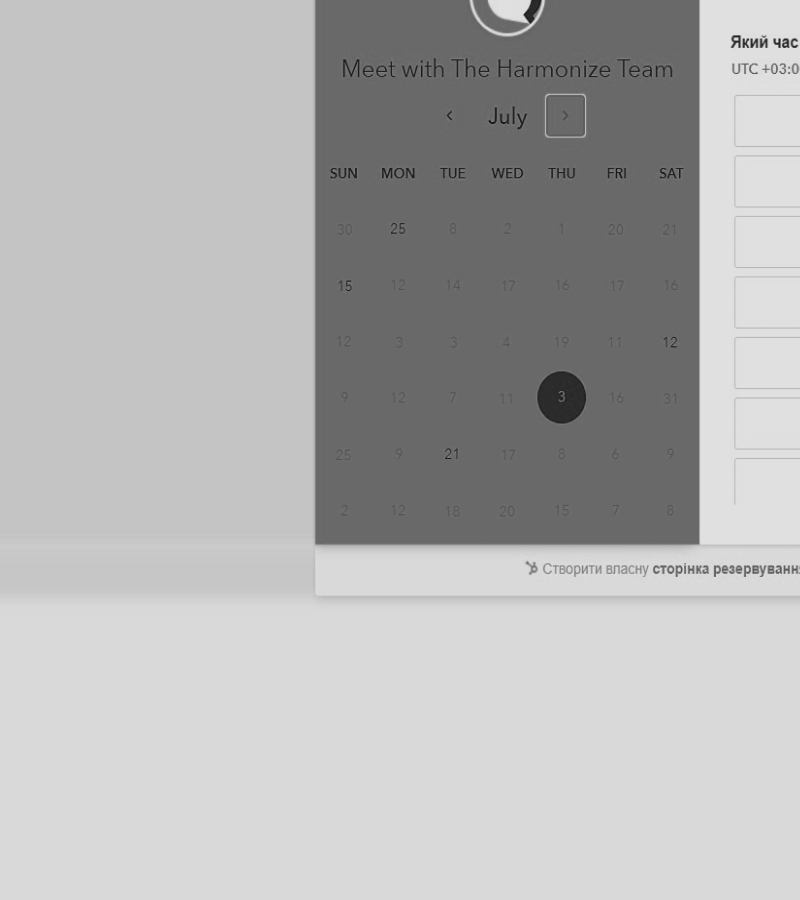 Meet with The Harmonize Team
July
SUN MON TUE WED THU FRI SAT
30 25 8 2 1 20 21
15 12 14 17 16 17 16
12 3 3 4 19 11 12
9 12 7 11 3 16 31
25 9 21 17 8 6 9
2 12 18 20 15 7 8
Який час
UTC +03:0
Створити власну сторінка резервуванн